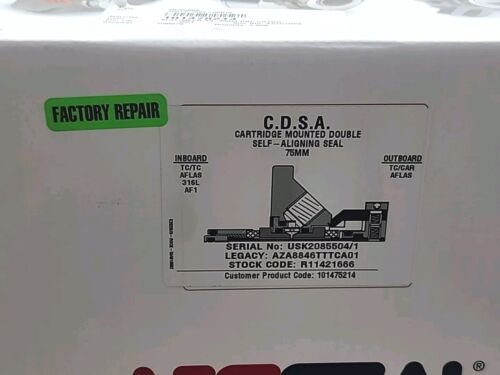 FACTORY REPAIR
C.D.S.A.
CARTRIDGE MOUNTED DOUBLE
SELF-ALIGNING SEAL
75MM
INBOARD
TC/TC
AFLAS
316L
AF1
OUTBOARD
TC/CAR
AFLAS
SERIAL No: USK2085504/1
LEGACY: AZA8846TTTCA01
STOCK CODE: R11421666
Customer Product Code: 101475214
®